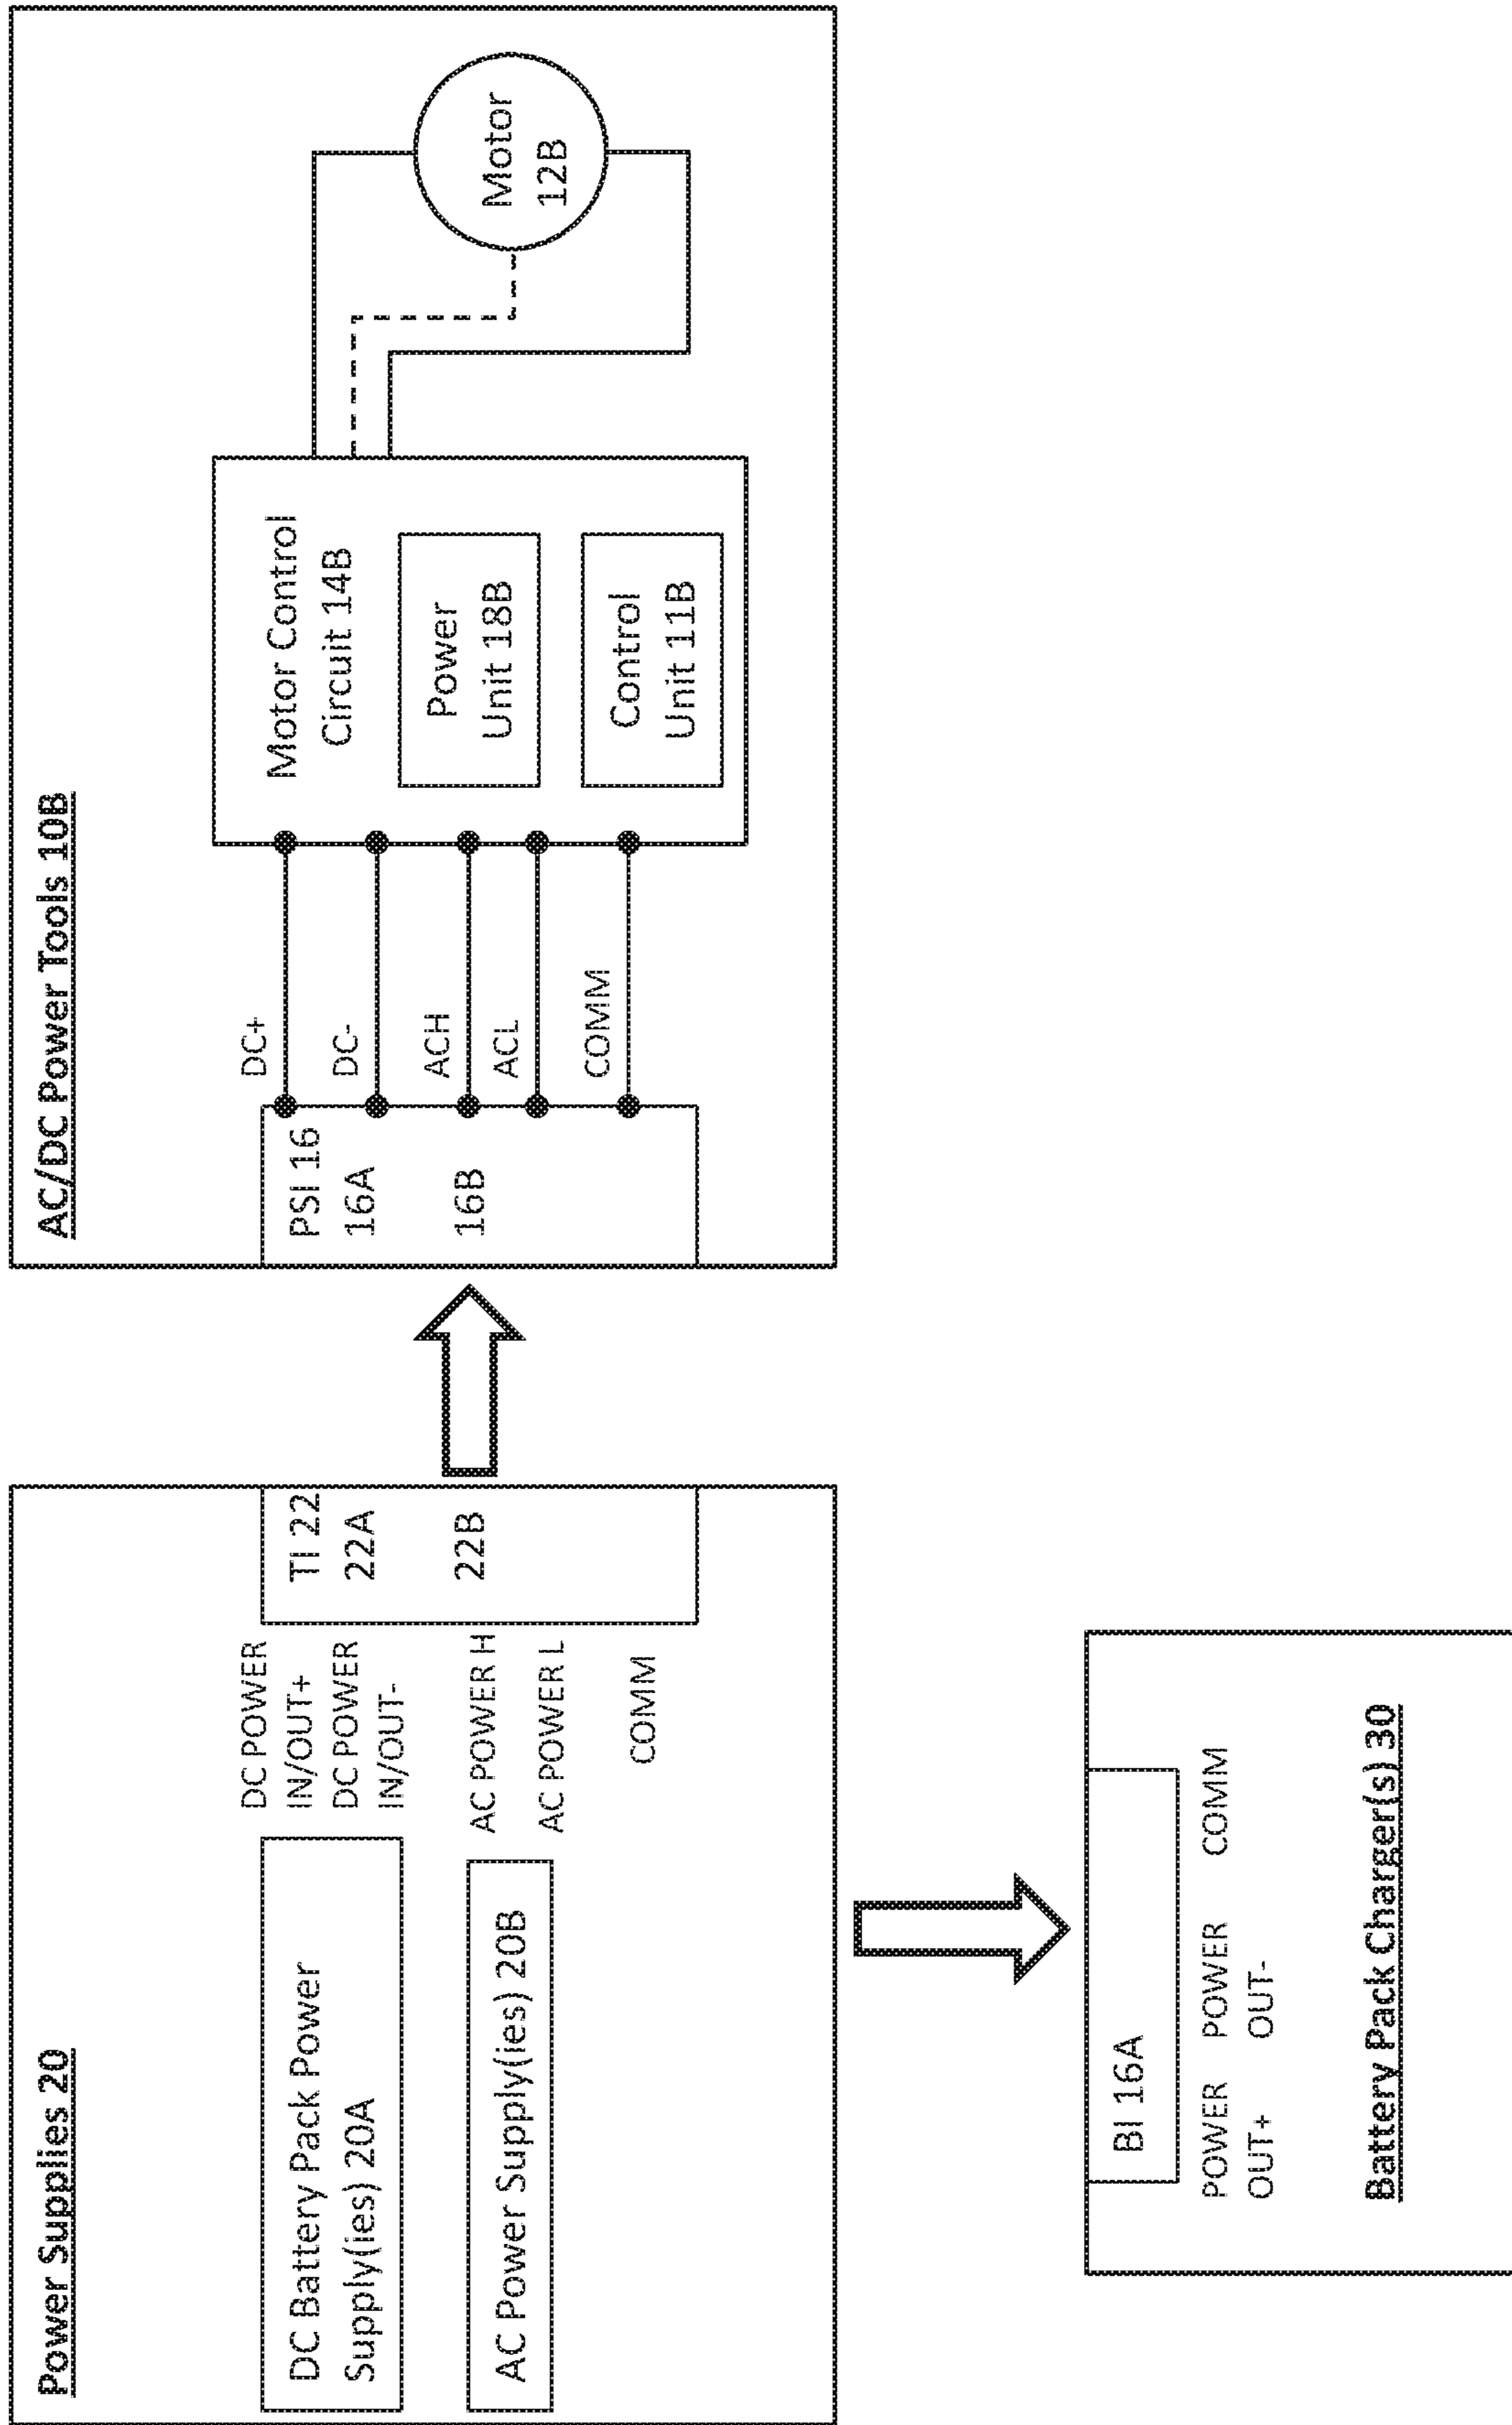 Power Supplies 20
DC Battery Pack Power
Supply(ies) 20A
AC Power Supply(ies) 20B
DC POWER
IN/OUT+
DC POWER
IN/OUT-
AC POWER H
AC POWER L
COMM
TI 22
22A
22B
AC/DC Power Tools 10B
PSI 16
16A
16B
DC+
DC-
ACH
ACL
COMM
Motor Control
Circuit 14B
Power
Unit 18B
Control
Unit 11B
Motor
12B
BI 16A
POWER POWER COMM
OUT+ OUT-
Battery Pack Charger(s) 30